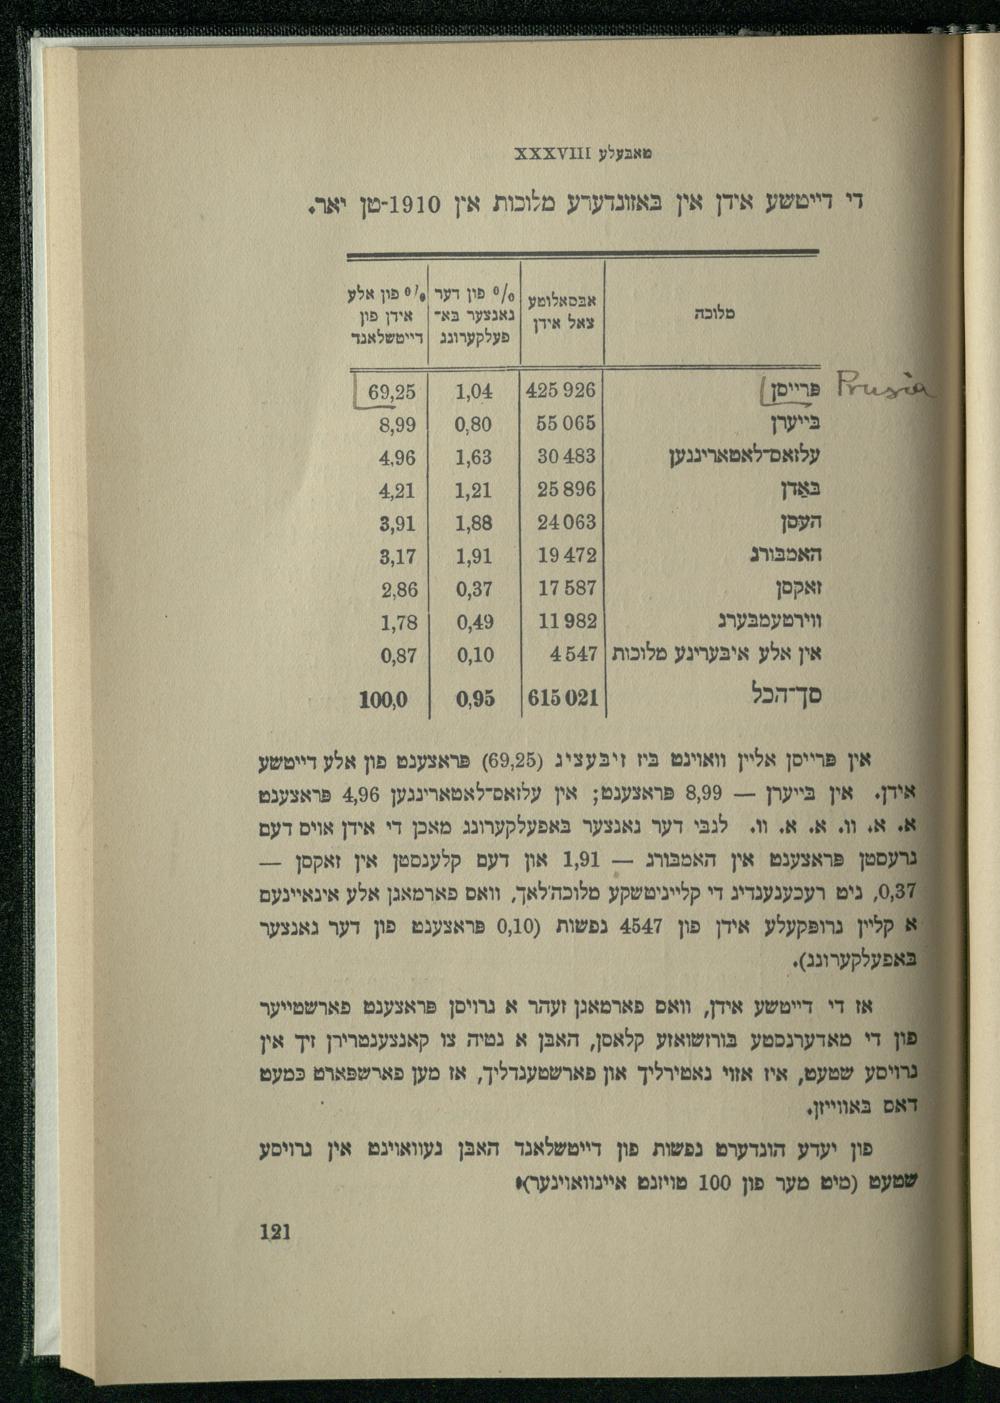 טאבעלע XXXVIII
די דייטשע אידן אין באזונדערע מלוכות אין 1910-טן יאר.
מלוכה | אבסאלוטע צאל אידן | % פון דער גאנצער בא־פעלקערונג | % פון אלע אידן פון דייטשלאנד
פרייסן | 425 926 | 1,04 | 69,25 Prusia
בייערן | 55 065 | 0,80 | 8,99
עלזאס־לאטארינגען | 30 483 | 1,63 | 4,96
באַדן | 25 896 | 1,21 | 4,21
העסן | 24 063 | 1,88 | 3,91
האמבורג | 19 472 | 1,91 | 3,17
זאקסן | 17 587 | 0,37 | 2,86
ווירטעמבערג | 11 982 | 0,49 | 1,78
אין אלע איבעריגע מלוכות | 4 547 | 0,10 | 0,87
סך־הכל | 615 021 | 0,95 | 100,0
אין פרייסן אליין וואוינט ביז זיבעציג (69,25) פראצענט פון אלע דייטשע
אידן. אין בייערן — 8,99 פראצענט; אין עלזאס־לאטארינגען 4,96 פראצענט
א. א. וו. א. א. וו. לגבי דער גאנצער באפעלקערונג מאכן די אידן אויס דעם
גרעסטן פראצענט אין האמבורג — 1,91 און דעם קלענסטן אין זאקסן —
0,37, ניט רעכענענדיג די קלייניטשקע מלוכה'לאך, וואס פארמאגן אלע אינאיינעם
א קליין גרופקעלע אידן פון 4547 נפשות (0,10 פראצענט פון דער גאנצער
באפעלקערונג).
אז די דייטשע אידן, וואס פארמאגן זעהר א גרויסן פראצענט פארשטייער
פון די מאדערנסטע בורזשואזע קלאסן, האבן א נטיה צו קאנצענטרירן זיך אין
גרויסע שטעט, איז אזוי נאטירליך און פארשטענדליך, אז מען פארשפארט כמעט
דאס באווייזן.
פון יעדע הונדערט נפשות פון דייטשלאנד האבן געוואוינט אין גרויסע
שטעט (מיט מער פון 100 טויזנט איינוואוינער):
121